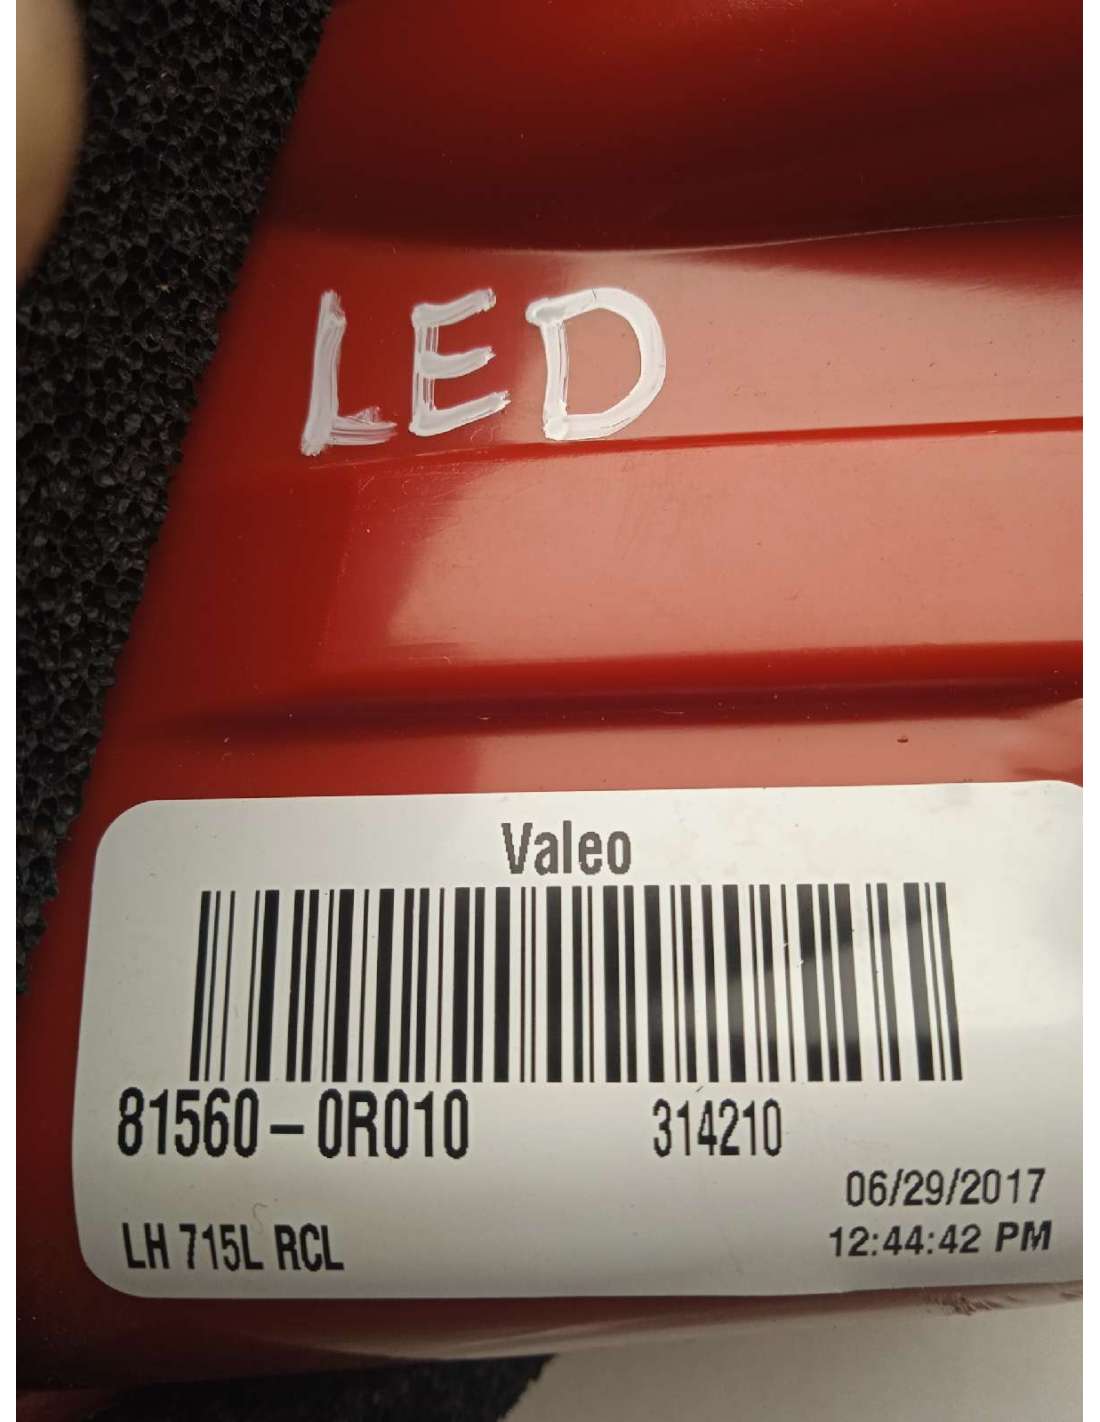 LED
Valeo
81560-0R010 314210
06/29/2017
LH 715L RCL 12:44:42 PM